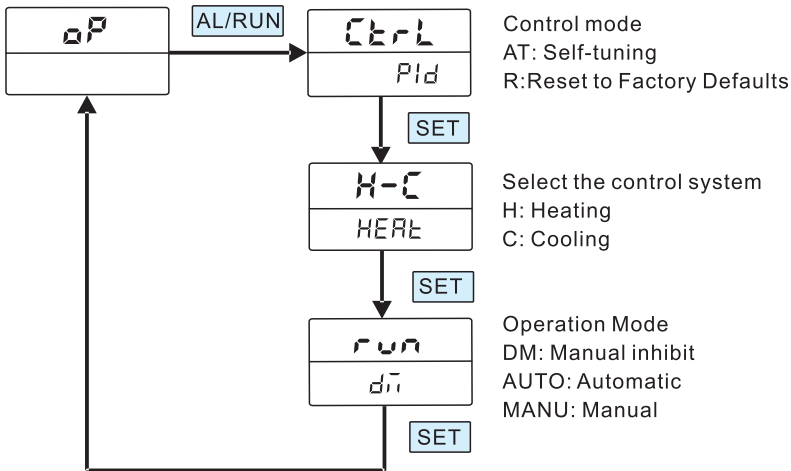 oP
AL/RUN
CtrL
PId
Control mode
AT: Self-tuning
R:Reset to Factory Defaults
SET
H-C
HEAt
Select the control system
H: Heating
C: Cooling
SET
run
dm
Operation Mode
DM: Manual inhibit
AUTO: Automatic
MANU: Manual
SET